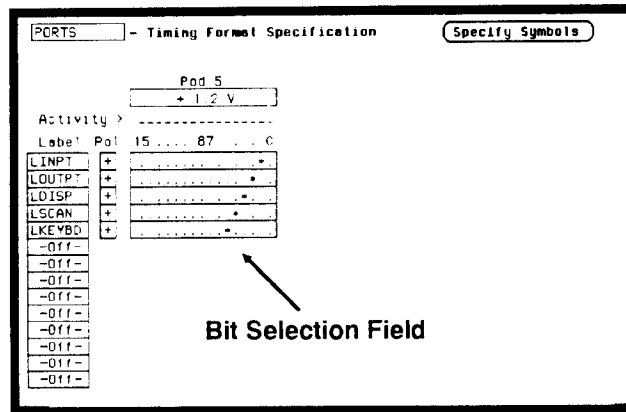 PORTS - Timing Format Specification Specify Symbols
Pod 5
+ 1.2 V
Activity > ----------------
Label Pol 15 .... 87 .... 0
LINPT +
LOUTPT +
LDISP +
LSCAN +
LKEYBD +
-Off-
-Off-
-Off-
-Off-
-Off-
-Off-
-Off-
-Off-
-Off-
Bit Selection Field